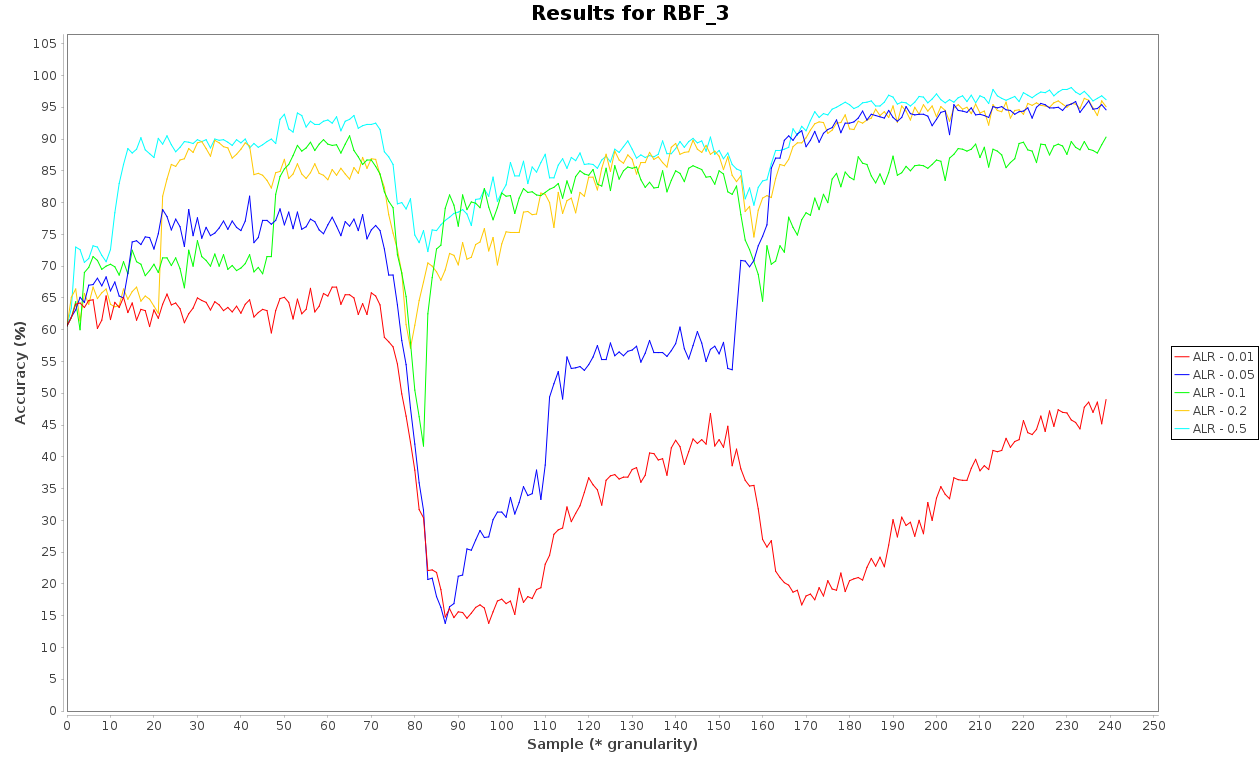 Results for RBF_3
Accuracy (%)
105
100
95
90
85
80
75
70
65
60
55
50
45
40
35
30
25
20
15
10
5
0
0 10 20 30 40 50 60 70 80 90 100 110 120 130 140 150 160 170 180 190 200 210 220 230 240 250
Sample (* granularity)
ALR - 0.01
ALR - 0.05
ALR - 0.1
ALR - 0.2
ALR - 0.5